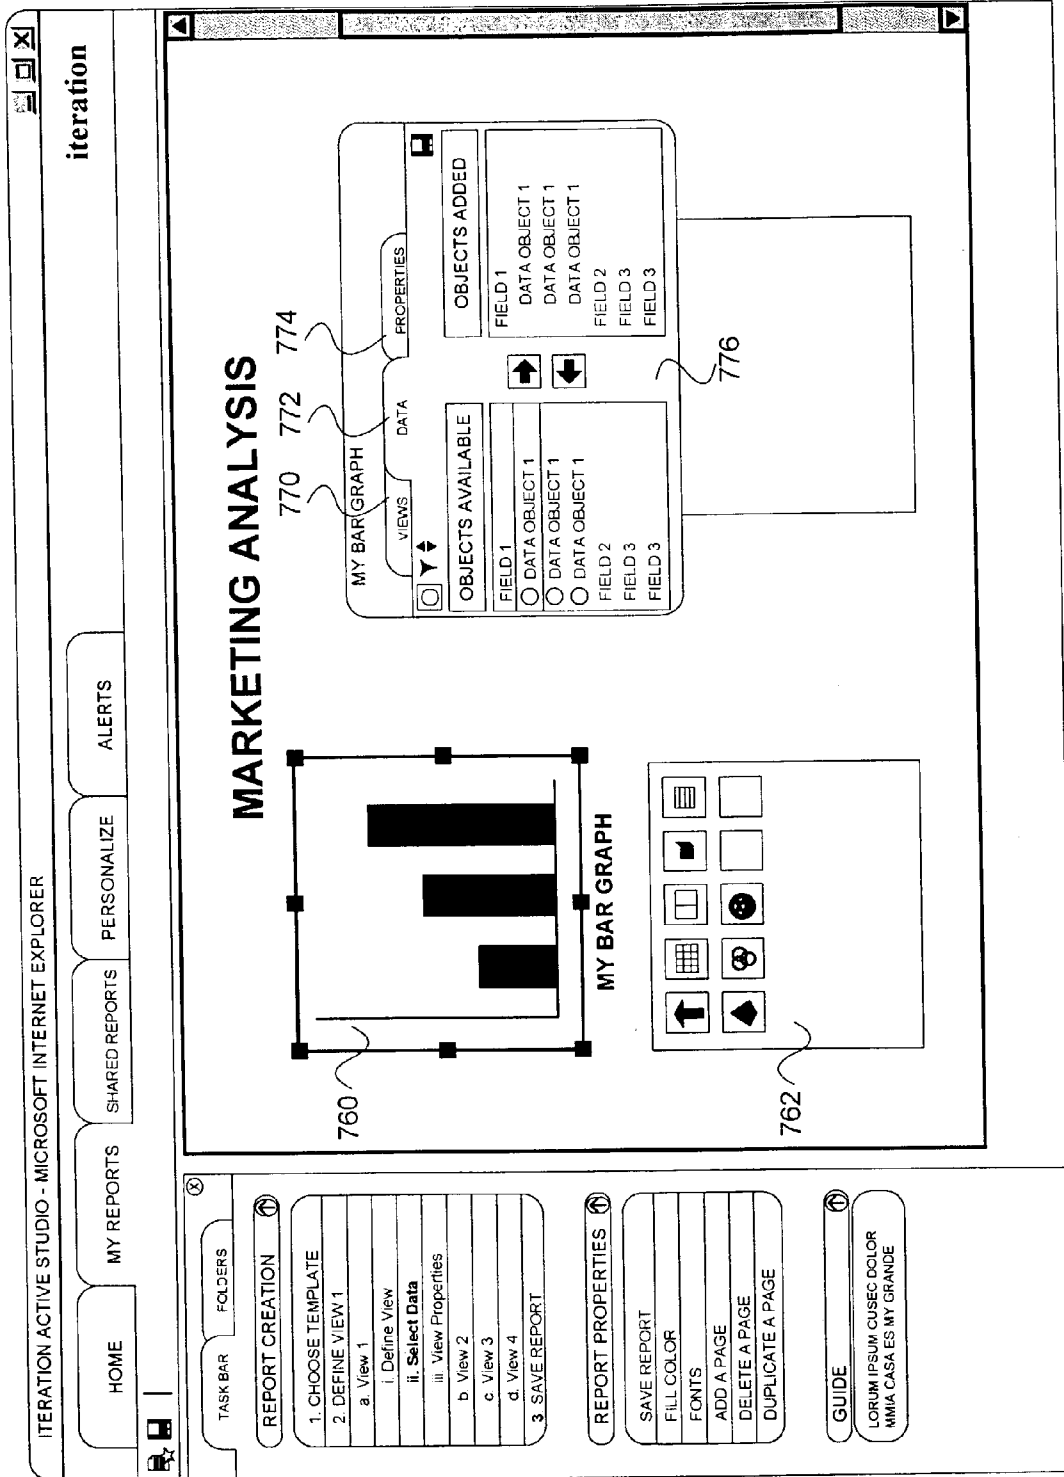 ITERATION ACTIVE STUDIO - MICROSOFT INTERNET EXPLORER
iteration
HOME
MY REPORTS
SHARED REPORTS
PERSONALIZE
ALERTS
TASK BAR
FOLDERS
REPORT CREATION
1. CHOOSE TEMPLATE
2. DEFINE VIEW 1
a. View 1
i. Define View
ii. Select Data
iii. View Properties
b. View 2
c. View 3
d. View 4
3. SAVE REPORT
REPORT PROPERTIES
SAVE REPORT
FILL COLOR
FONTS
ADD A PAGE
DELETE A PAGE
DUPLICATE A PAGE
GUIDE
LORUM IPSUM CUSEC DOLOR
MMIA CASA ES MY GRANDE
MARKETING ANALYSIS
760
MY BAR GRAPH
762
770
772
774
MY BAR GRAPH
VIEWS
DATA
PROPERTIES
OBJECTS AVAILABLE
FIELD 1
DATA OBJECT 1
DATA OBJECT 1
DATA OBJECT 1
FIELD 2
FIELD 3
FIELD 3
OBJECTS ADDED
FIELD 1
DATA OBJECT 1
DATA OBJECT 1
DATA OBJECT 1
FIELD 2
FIELD 3
FIELD 3
776